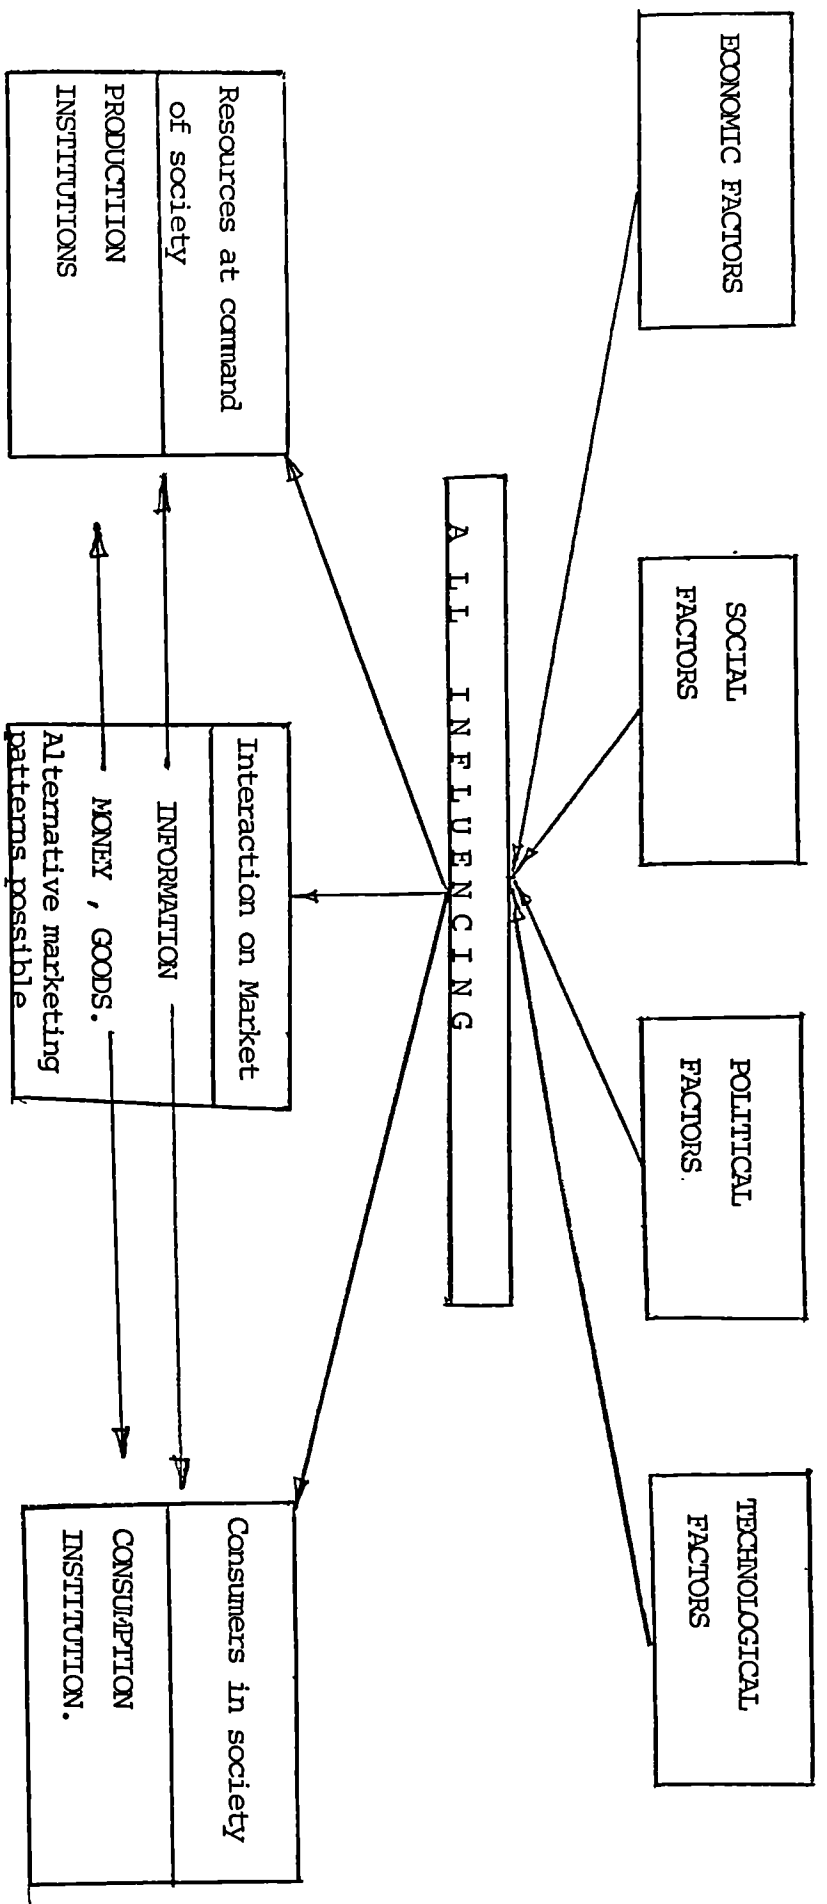 ECONOMIC FACTORS
SOCIAL
FACTORS
POLITICAL
FACTORS.
TECHNOLOGICAL
FACTORS
ALL INFLUENCING
Resources at command
of society
PRODUCTIION
INSTITUTIONS
Interaction on Market
INFORMATION
MONEY , GOODS.
Alternative marketing
patterns possible
Consumers in society
CONSUMPTION
INSTITUTION.